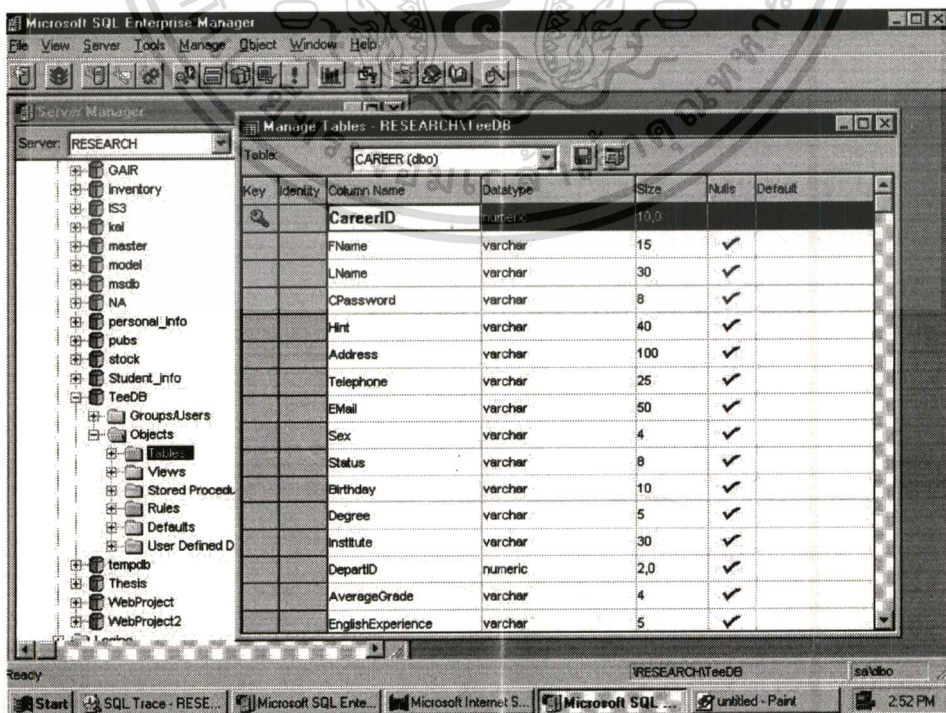 Microsoft SQL Enterprise Manager
File View Server Tools Manage Object Window Help
Server Manager
Server: RESEARCH
GAIR
inventory
IS3
kai
master
model
msdb
NA
personal_info
pubs
stock
Student_info
TeeDB
Groups/Users
Objects
Tables
Views
Stored Procedu
Rules
Defaults
User Defined D
tempdb
Thesis
WebProject
WebProject2
Logins
Manage Tables - RESEARCH\TeeDB
Table: CAREER (dbo)
Key Identity Column Name Datatype Size Nulls Default
CareerID numeric 10,0
FName varchar 15
LName varchar 30
CPassword varchar 8
Hint varchar 40
Address varchar 100
Telephone varchar 25
EMail varchar 50
Sex varchar 4
Status varchar 8
Birthday varchar 10
Degree varchar 5
Institute varchar 30
DepartID numeric 2,0
AverageGrade varchar 4
EnglishExperience varchar 5
Ready \RESEARCH\TeeDB sa\dbo
Start SQL Trace - RESE... Microsoft SQL Ente... Microsoft Internet S... Microsoft SQL ... untitled - Paint 2:52 PM